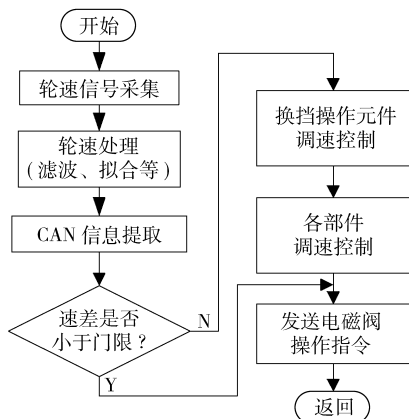 开始
轮速信号采集
轮速处理
(滤波、拟合等)
CAN 信息提取
速差是否
小于门限？
N
Y
换挡操作元件
调速控制
各部件
调速控制
发送电磁阀
操作指令
返回